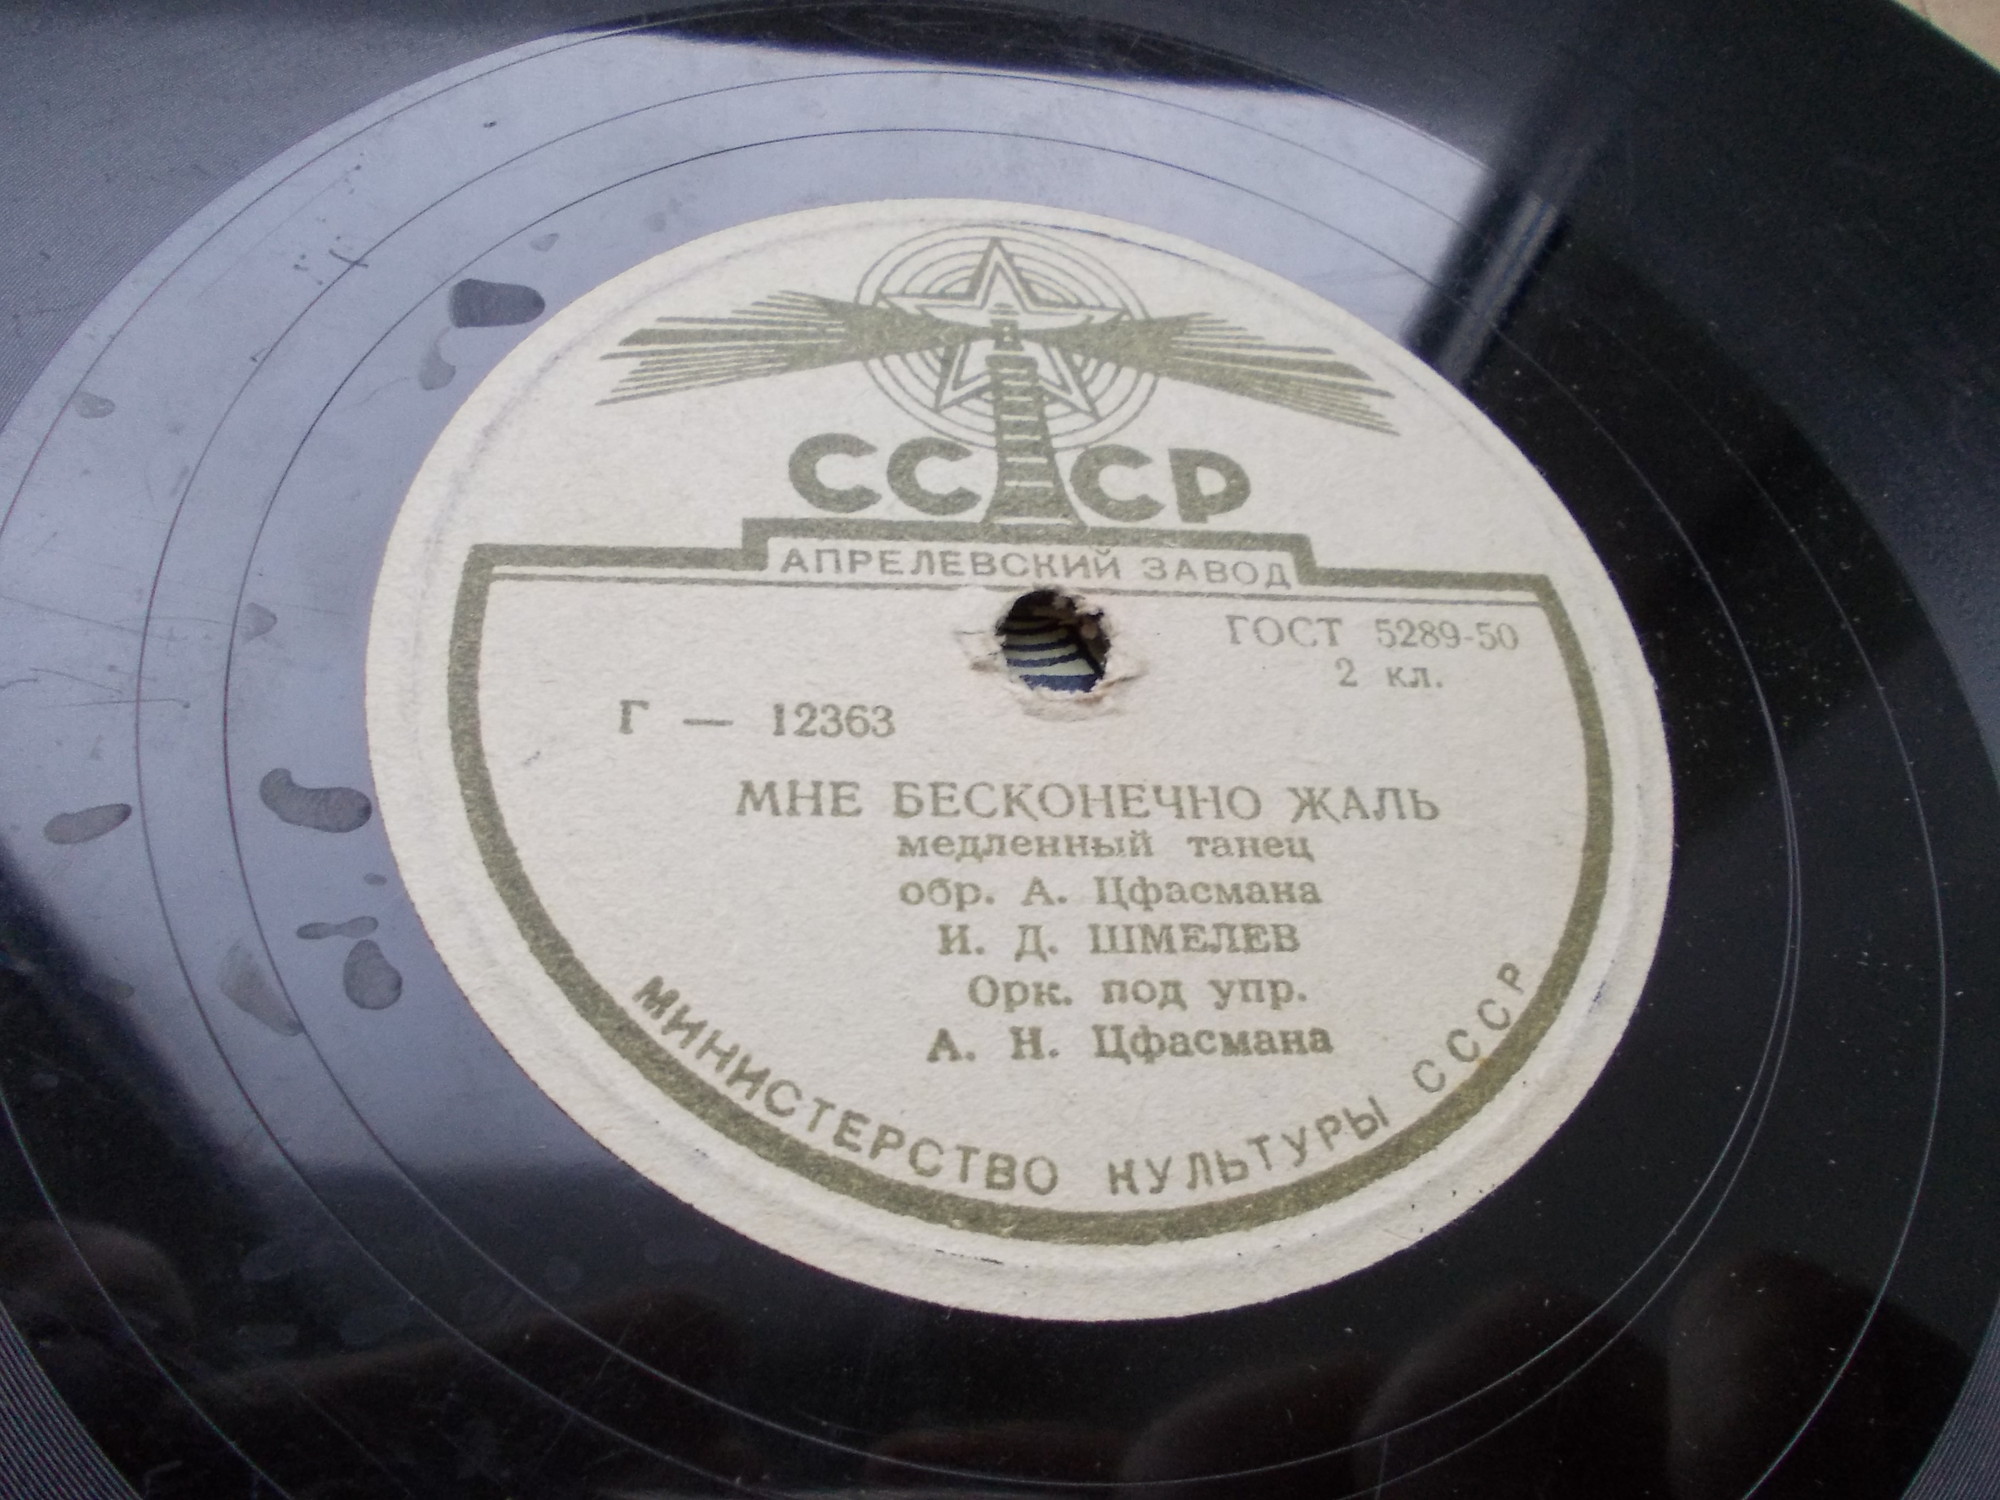 СССР
АПРЕЛЕВСКИЙ ЗАВОД
ГОСТ 5289-50
2 кл.
Г — 12363
МНЕ БЕСКОНЕЧНО ЖАЛЬ
медленный танец
обр. А. Цфасмана
И. Д. ШМЕЛЕВ
Орк. под упр.
А. Н. Цфасмана
МИНИСТЕРСТВО КУЛЬТУРЫ СССР